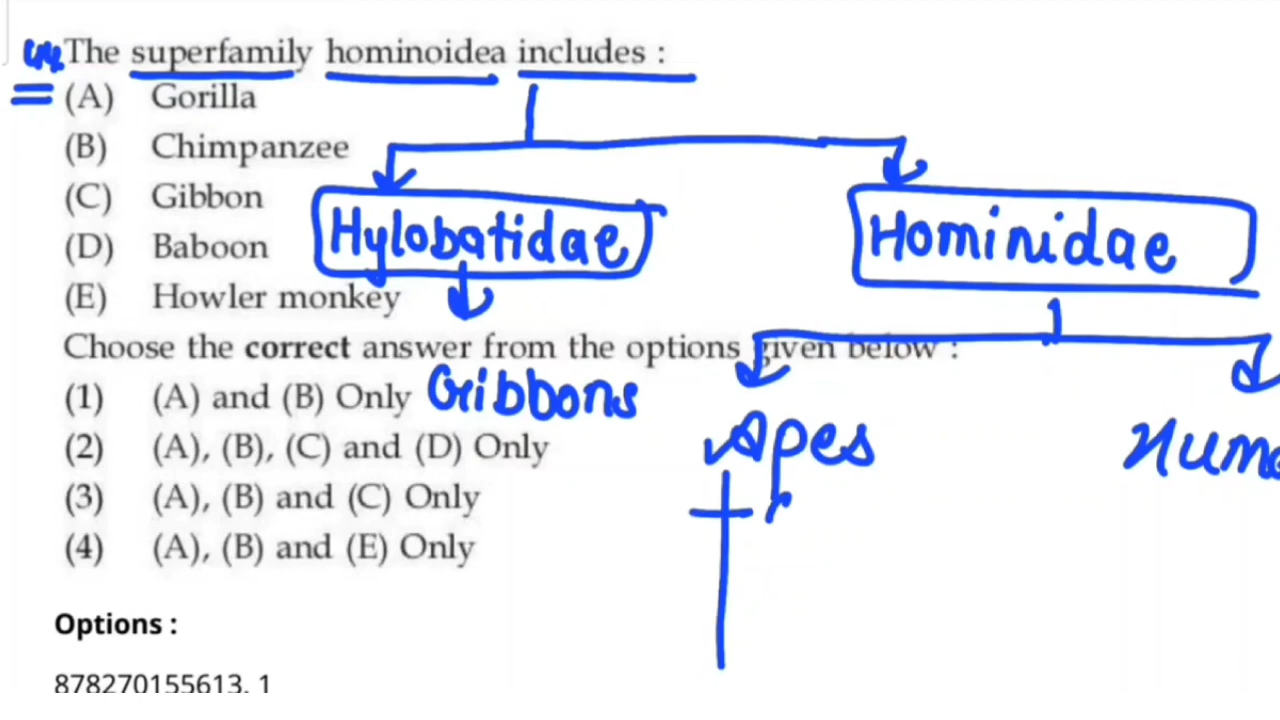 The superfamily hominoidea includes :
(A) Gorilla
(B) Chimpanzee
(C) Gibbon
Hylobatidae
Hominidae
(D) Baboon
(E) Howler monkey
Choose the correct answer from the options given below :
(1) (A) and (B) Only
Gibbons
Apes
(2) (A), (B), (C) and (D) Only
(3) (A), (B) and (C) Only
(4) (A), (B) and (E) Only
Options :
878270155613. 1